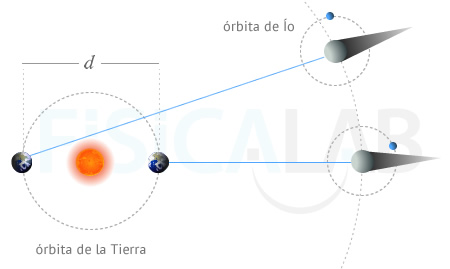 órbita de Ío
d
FISICALAB
órbita de la Tierra